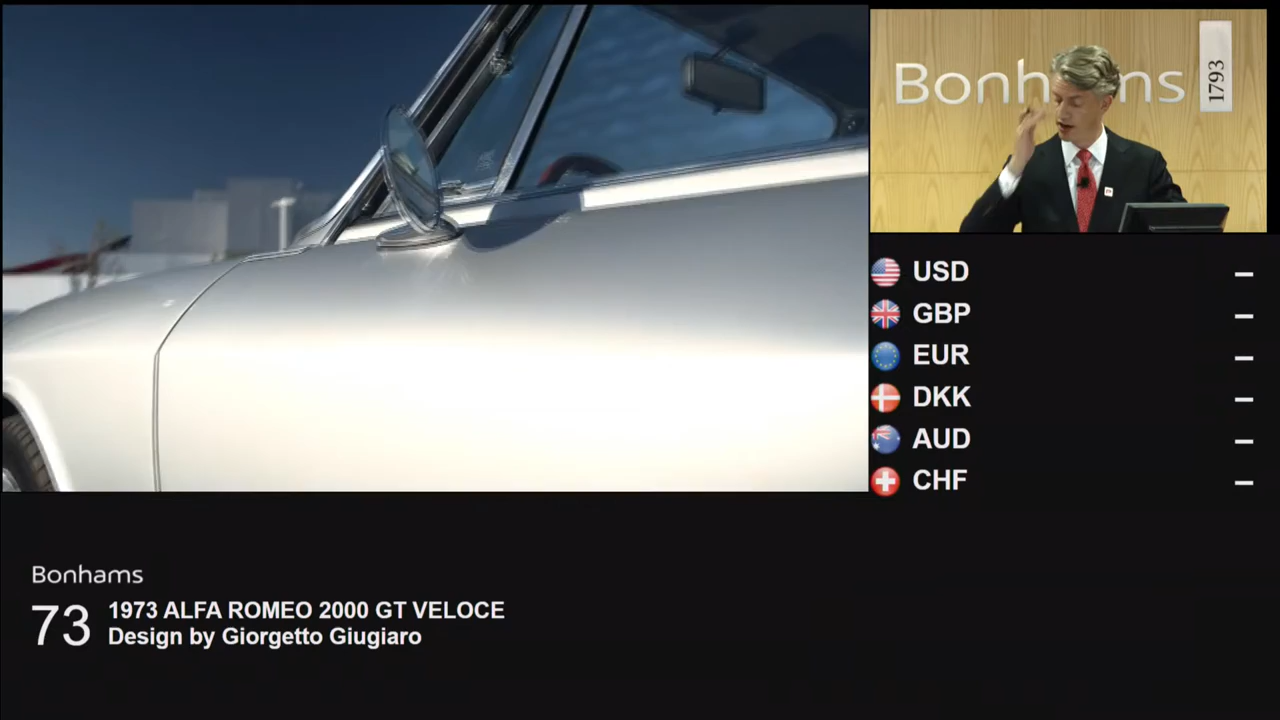 Bonhams
1793
USD –
GBP –
EUR –
DKK –
AUD –
CHF –
Bonhams
73
1973 ALFA ROMEO 2000 GT VELOCE
Design by Giorgetto Giugiaro